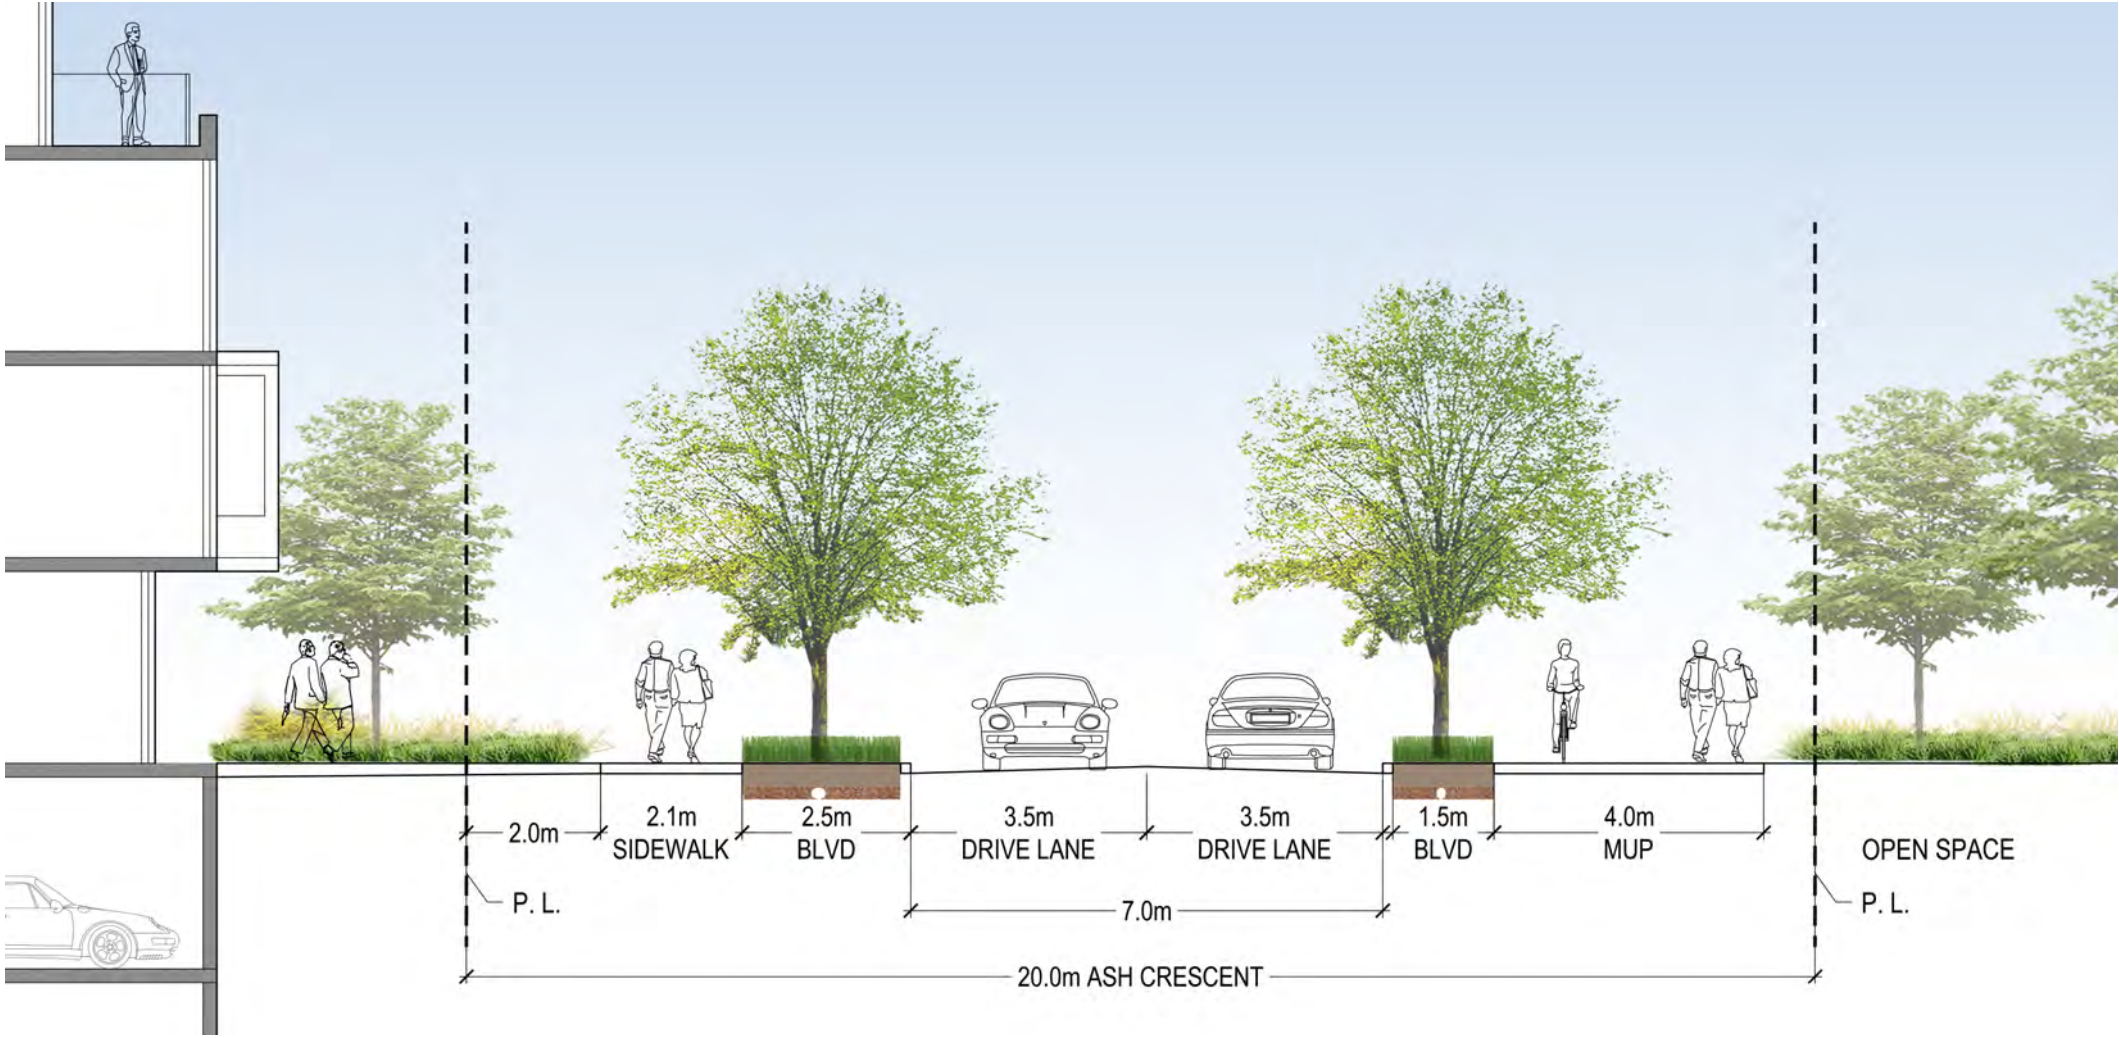 2.0m
2.1m
SIDEWALK
2.5m
BLVD
3.5m
DRIVE LANE
3.5m
DRIVE LANE
1.5m
BLVD
4.0m
MUP
OPEN SPACE
P. L.
7.0m
P. L.
20.0m ASH CRESCENT